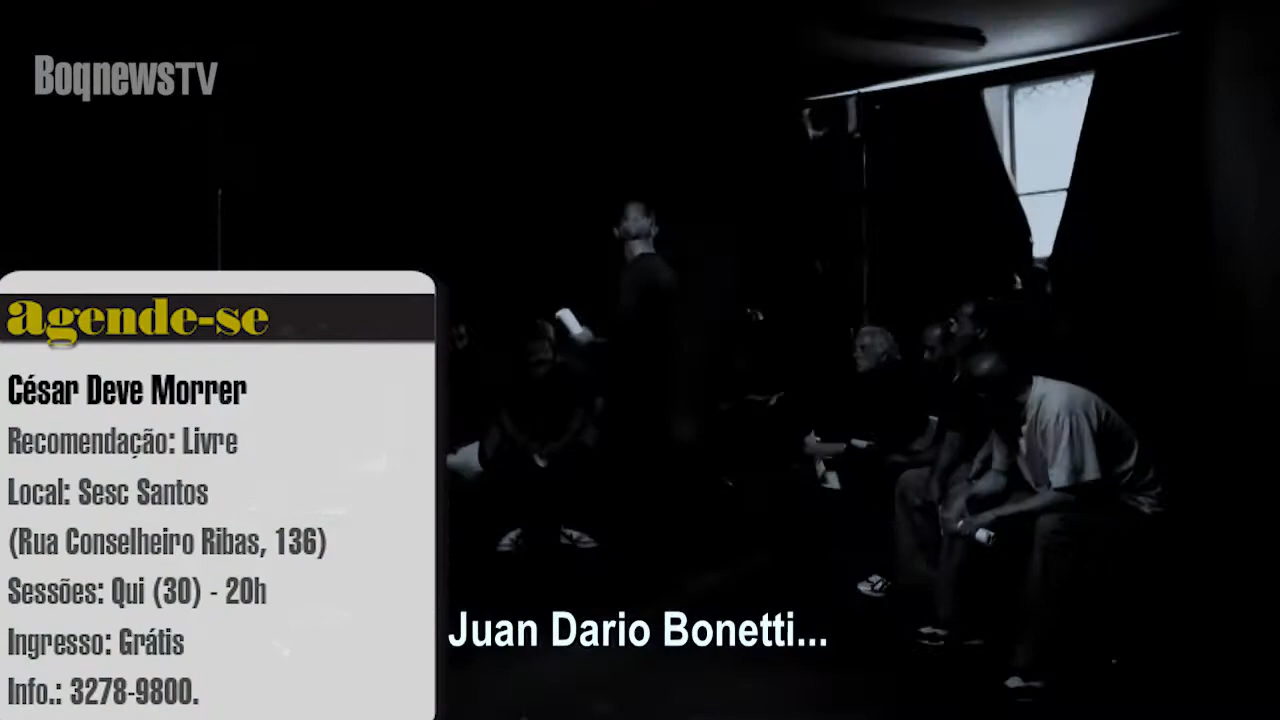 BoqnewsTV
agende-se
César Deve Morrer
Recomendação: Livre
Local: Sesc Santos
(Rua Conselheiro Ribas, 136)
Sessões: Qui (30) - 20h
Ingresso: Grátis
Info.: 3278-9800.
Juan Dario Bonetti...